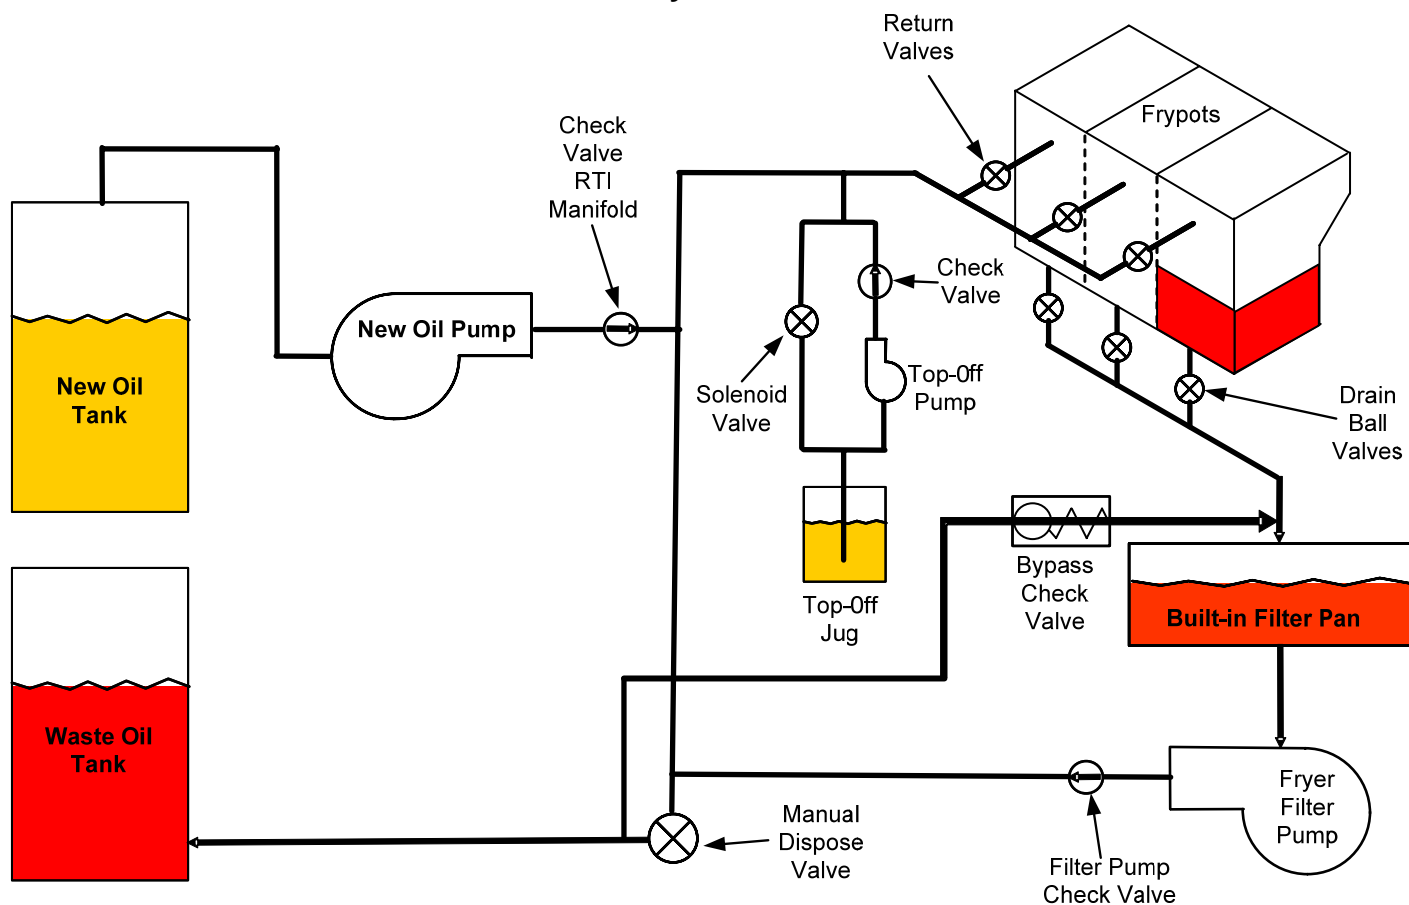 Return
Valves
Frypots
Check
Valve
RTI
Manifold
New Oil Pump
Check
Valve
Solenoid
Valve
Top-Off
Pump
New Oil
Tank
Drain
Ball
Valves
Top-Off
Jug
Bypass
Check
Valve
Built-in Filter Pan
Waste Oil
Tank
Manual
Dispose
Valve
Fryer
Filter
Pump
Filter Pump
Check Valve